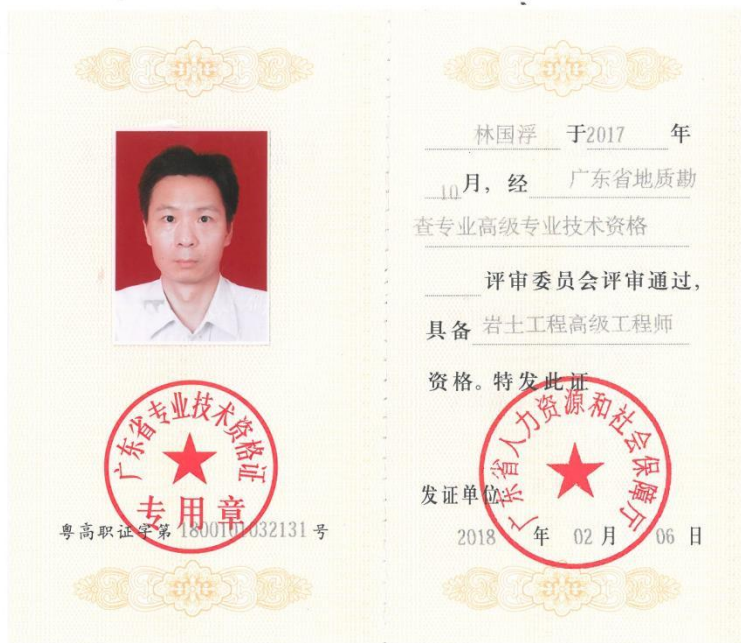 广东省专业技术资格证
专用章
粤高职证字第 1800101032131 号
林国浮 于2017 年
10月，经 广东省地质勘
查专业高级专业技术资格
评审委员会评审通过，
具备 岩土工程高级工程师
资格。特发此证
广东省人力资源和社会保障厅
发证单位
2018 年 02 月 06 日